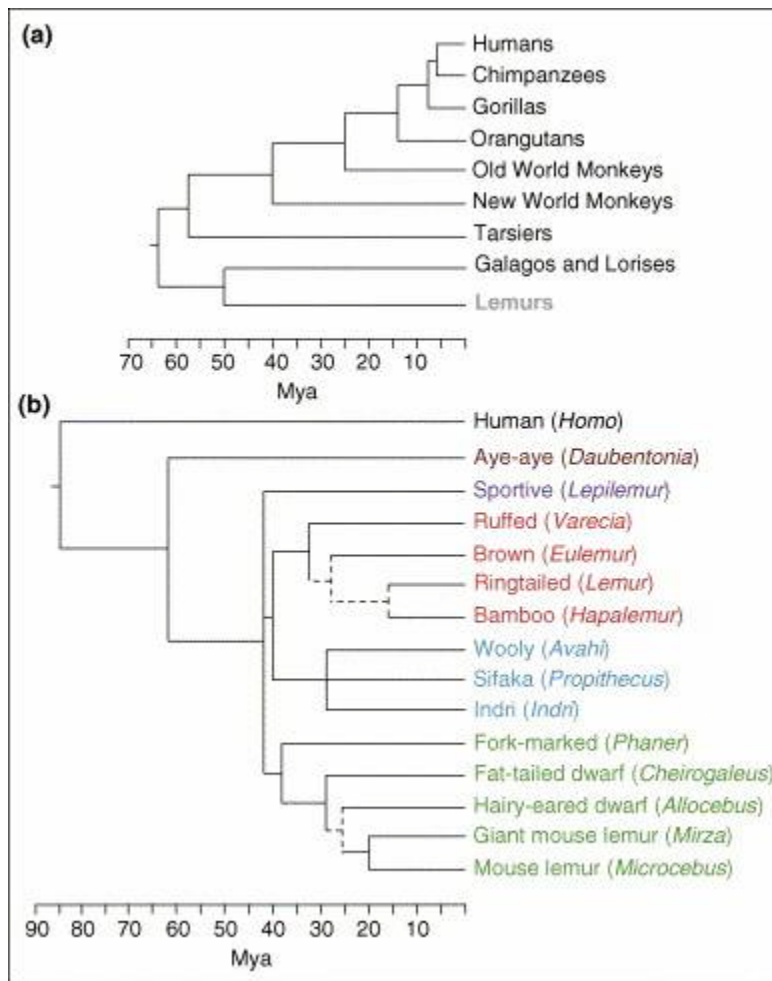 (a)
Humans
Chimpanzees
Gorillas
Orangutans
Old World Monkeys
New World Monkeys
Tarsiers
Galagos and Lorises
Lemurs
70 60 50 40 30 20 10
Mya
(b)
Human (Homo)
Aye-aye (Daubentonia)
Sportive (Lepilemur)
Ruffed (Varecia)
Brown (Eulemur)
Ringtailed (Lemur)
Bamboo (Hapalemur)
Wooly (Avahi)
Sifaka (Propithecus)
Indri (Indri)
Fork-marked (Phaner)
Fat-tailed dwarf (Cheirogaleus)
Hairy-eared dwarf (Allocebus)
Giant mouse lemur (Mirza)
Mouse lemur (Microcebus)
90 80 70 60 50 40 30 20 10
Mya